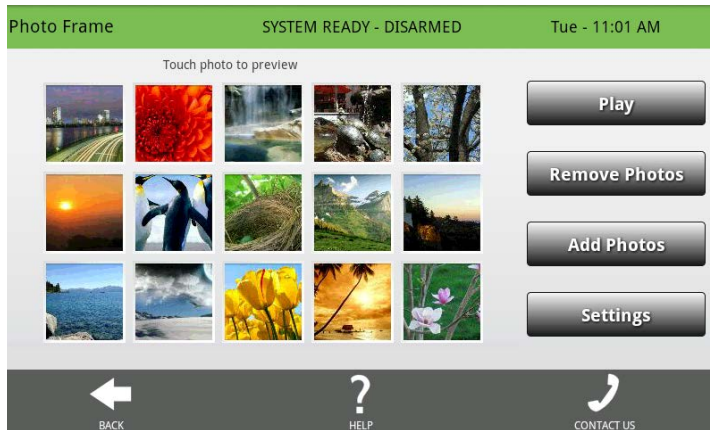 Photo Frame SYSTEM READY - DISARMED Tue - 11:01 AM
Touch photo to preview
Play
Remove Photos
Add Photos
Settings
BACK HELP CONTACT US